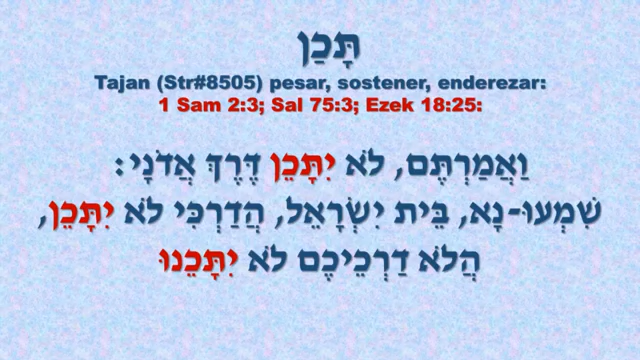 תָּכַן
Tajan (Str#8505) pesar, sostener, enderezar:
1 Sam 2:3; Sal 75:3; Ezek 18:25:
וַאֲמַרְתֶּם, לֹא יִתָּכֵן דֶּרֶךְ אֲדֹנָי:
שִׁמְעוּ-נָא, בֵּית יִשְׂרָאֵל, הֲדַרְכִּי לֹא יִתָּכֵן,
הֲלֹא דַרְכֵיכֶם לֹא יִתָּכֵנוּ